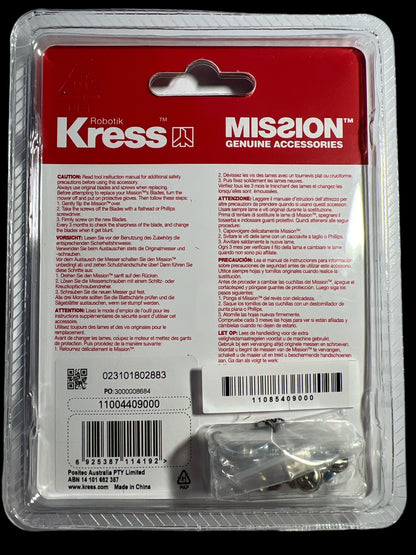 Robotik
Kress™
MISSION™
GENUINE ACCESSORIES
CAUTION: Read tool instruction manual for additional safety
precautions before using this accessory.
Always use original blades and screws when replacing.
Before attempting to replace your Mission™'s Blades, turn the
mower off and put on protective gloves. Then follow these steps:
1. Gently flip the Mission™ over.
2. Take the screws off the Blades with a flathead or Phillips
screwdriver.
3. Firmly screw on the new Blades.
Every 3 months to check the sharpness of the blade, and change
the blades when it get blunt.
VORSICHT: Lesen Sie vor der Benutzung des Zubehörs die
entsprechenden Sicherheitshinweise.
Verwenden Sie beim Austauschen stets die Originalmesser und
-schrauben.
Vor dem Austauschen der Messer schalten Sie den Mission™
unbedingt ab und ziehen Schutzhandschuhe über! Dann führen Sie
diese Schritte aus:
1. Drehen Sie den Mission™ sanft auf den Rücken.
2. Lösen Sie die Messerschrauben mit einem Schlitz- oder
Kreuzschlitzschraubendreher.
3. Schrauben Sie die neuen Messer gut fest.
Alle drei Monate sollten Sie die Blattschärfe prüfen und die
Sägeblätter austauschen, wenn sie stumpf werden.
ATTENTION: Lisez le mode d'emploi de l'outil pour les
instructions supplémentaires de sécurité avant d'utiliser cet
accessoire.
Utilisez toujours des lames et des vis originales pour le
remplacement.
Avant de changer les lames, coupez le moteur et mettez des gants
de protection. Puis procédez de la manière suivante:
1. Retournez délicatement le Mission™.
2. Dévissez les vis des lames avec un tournevis plat ou cruciforme.
3. Puis fixez solidement les lames neuves.
Vérifiez tous les 3 mois le tranchant des lames et changez-les
lorsqu'elles sont émoussées.
ATTENZIONE: Leggere il manuale di istruzioni dell'attrezzo per
altre precauzioni di prendere prima di usare questi accessori.
Usare sempre lame e viti originali durante la sostituzione.
Prima di tentare di sostituire le lame di Mission™, spegnere il
tosaerba e indossare guanti protettivi. Quindi attenersi alle seguenti
procedure.
1. Capovolgere delicatamente Mission™.
2. Svitare le viti delle lame con un cacciavite a taglio o Phillips.
3. Avvitare saldamente le nuove lame.
Ogni 3 mesi per verificare il filo della lama e cambiare le lame
quando non sono più affilate.
PRECAUCIÓN: Lea el manual de instrucciones para información
sobre precauciones de seguridad antes de utilizar este accesorio.
Utilice siempre hojas y tornillos originales cuando realice la
sustitución.
Antes de proceder a cambiar las cuchillas del Mission™, apague el
cortacésped y póngase guantes de protección. Luego siga los pasos
siguientes:
1. Ponga el Mission™ del revés con delicadeza.
2. Saque los tornillos de las cuchillas con un destornillador de
punta plana o Phillips.
3. Atornille las hojas nuevas firmemente.
Compruebe cada 3 meses las hojas para ver si están afiladas y
cámbielas cuando no dejen de estarlo.
LET OP: Lees de handleiding voor de extra
veiligheidsmaatregelen voordat u de machine gebruikt.
Gebruik bij een vervanging altijd originele messen en schroeven.
Voordat u begint de messen van de Mission™ te vervangen,
schakelt u de maaier uit en trekt u beschermende handschoenen
aan. Ga dan als volgt te werk.
023101802883
PO: 3000008684
11004409000
11085409000
6 925387 114192 >
Positec Australia PTY Limited
ABN 14 101 682 357
www.kress.com Made in China
PAP